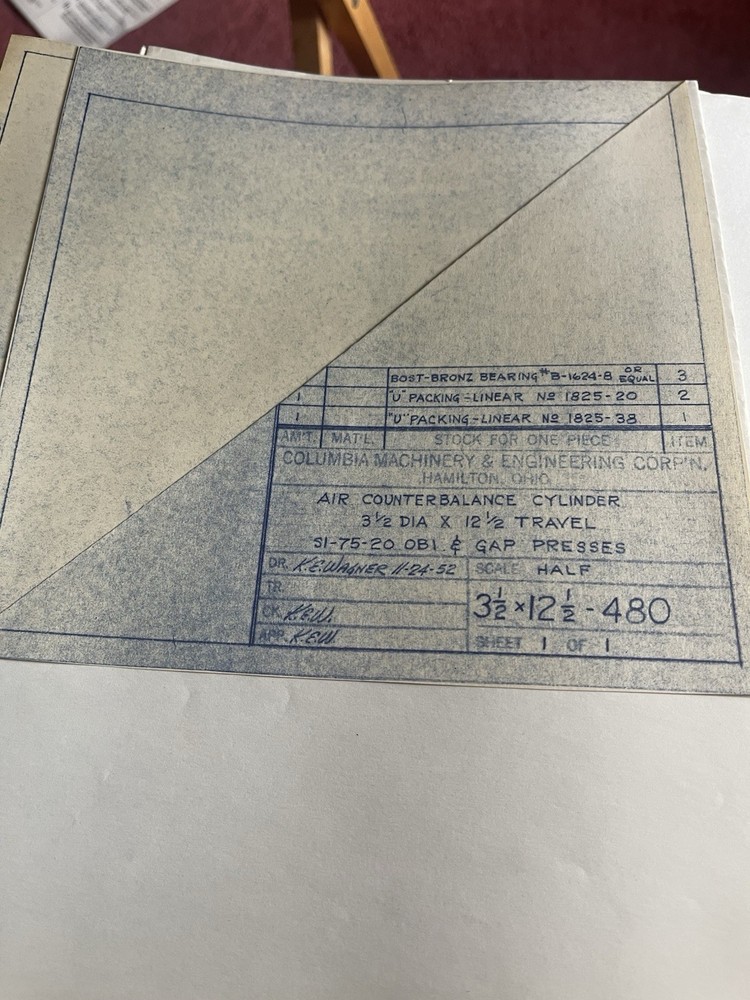 BOST-BRONZ BEARING #B-1624-8 OR EQUAL 3
1 "U" PACKING-LINEAR NO 1825-20 2
1 "U" PACKING-LINEAR NO 1825-38 1
AM'T. MAT'L. STOCK FOR ONE PIECE ITEM
COLUMBIA MACHINERY & ENGINEERING CORP'N.
HAMILTON, OHIO
AIR COUNTERBALANCE CYLINDER
3½ DIA X 12½ TRAVEL
S1-75-20 OBI & GAP PRESSES
DR. K.E.WAGNER 11-24-52 SCALE HALF
TR.
CK. K.E.W. 3½×12½-480
APP. K.E.W. SHEET 1 OF 1